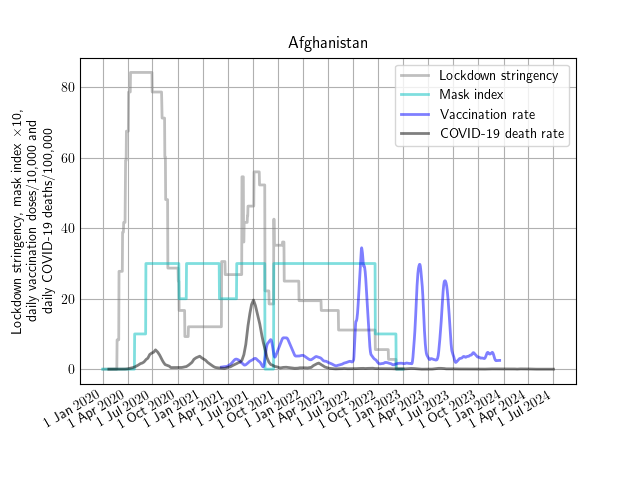 Afghanistan
Lockdown stringency
Mask index
Vaccination rate
COVID-19 death rate
Lockdown stringency, mask index ×10,
daily vaccination doses/10,000 and
daily COVID-19 deaths/100,000
80
60
40
20
0
1 Jan 2020
1 Apr 2020
1 Jul 2020
1 Oct 2020
1 Jan 2021
1 Apr 2021
1 Jul 2021
1 Oct 2021
1 Jan 2022
1 Apr 2022
1 Jul 2022
1 Oct 2022
1 Jan 2023
1 Apr 2023
1 Jul 2023
1 Oct 2023
1 Jan 2024
1 Apr 2024
1 Jul 2024